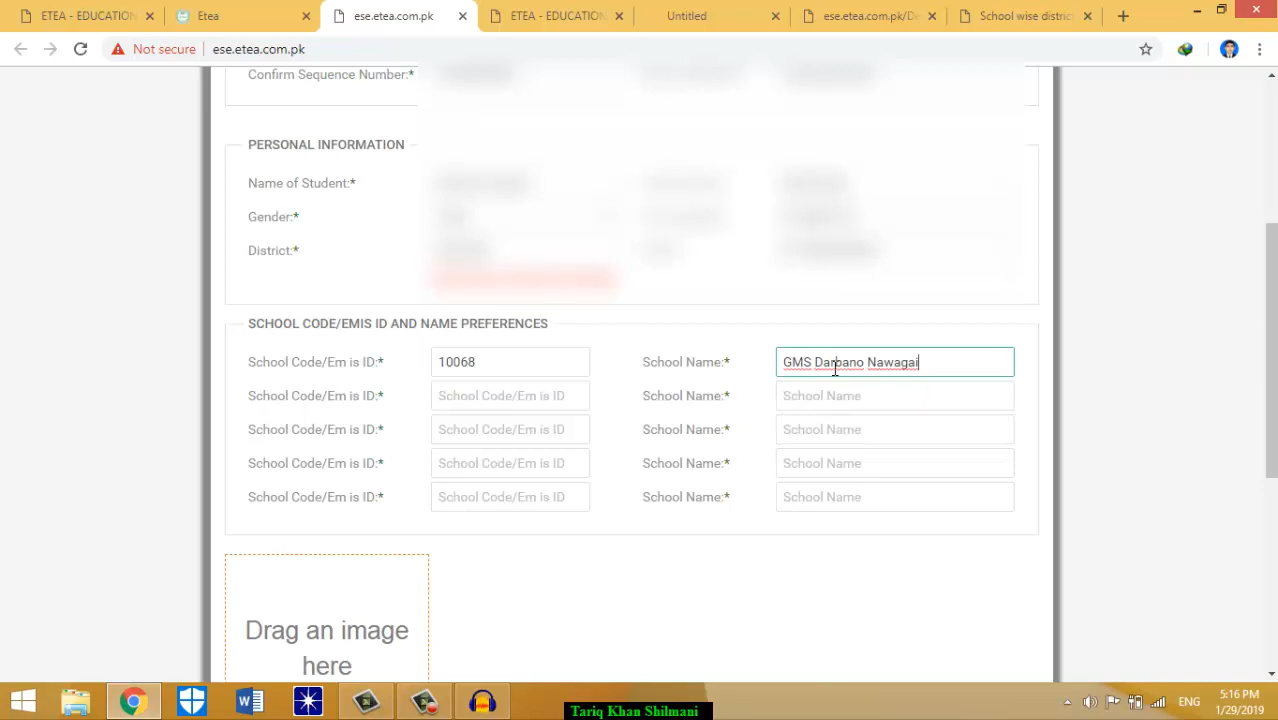 ETEA - EDUCATION
Etea
ese.etea.com.pk
ETEA - EDUCATION
Untitled
ese.etea.com.pk/De
School wise distric
Not secure
ese.etea.com.pk
Confirm Sequence Number:*
PERSONAL INFORMATION
Name of Student:*
Gender:*
District:*
SCHOOL CODE/EMIS ID AND NAME PREFERENCES
School Code/Em is ID:* 10068 School Name:* GMS Darbano Nawagai
School Code/Em is ID:* School Code/Em is ID School Name:* School Name
School Code/Em is ID:* School Code/Em is ID School Name:* School Name
School Code/Em is ID:* School Code/Em is ID School Name:* School Name
School Code/Em is ID:* School Code/Em is ID School Name:* School Name
Drag an image
here
ENG
5:16 PM
1/29/2019
Tariq Khan Shilmani